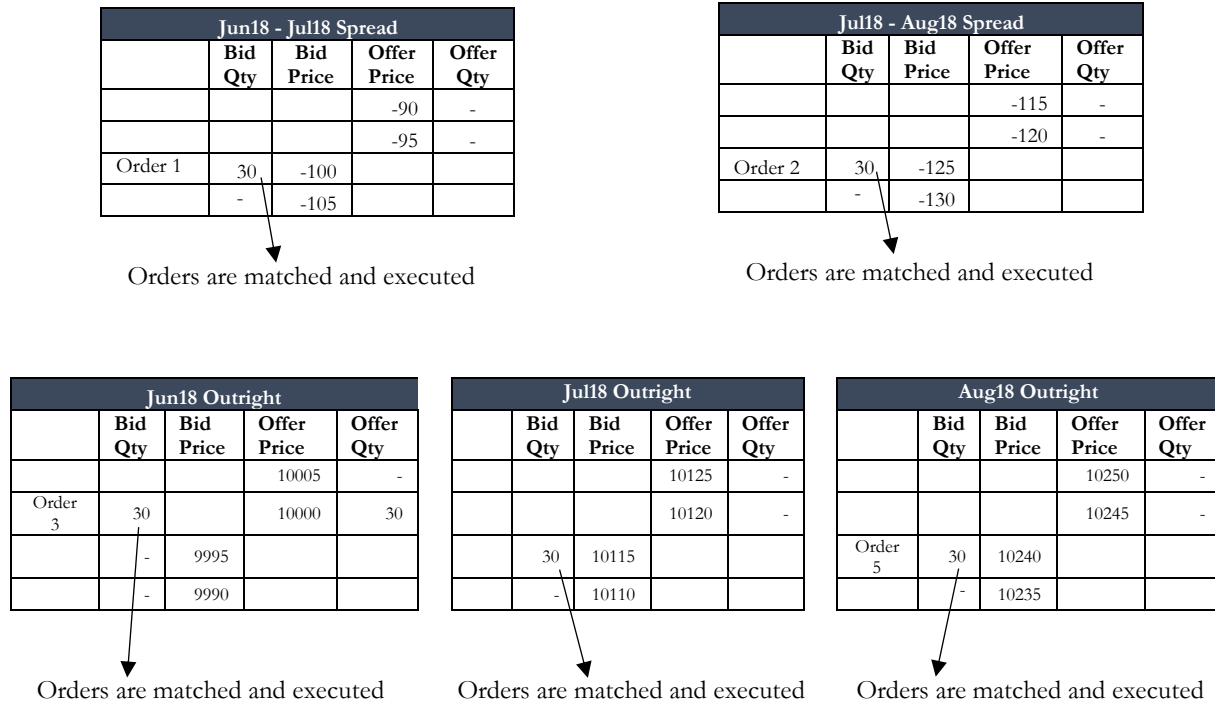 Jun18 - Jul18 Spread
Bid Qty Bid Price Offer Price Offer Qty
-90 -
-95 -
Order 1 30 -100
- -105
Orders are matched and executed
Jul18 - Aug18 Spread
Bid Qty Bid Price Offer Price Offer Qty
-115 -
-120 -
Order 2 30 -125
- -130
Orders are matched and executed
Jun18 Outright
Bid Qty Bid Price Offer Price Offer Qty
10005 -
Order 3 30 10000 30
- 9995
- 9990
Orders are matched and executed
Jul18 Outright
Bid Qty Bid Price Offer Price Offer Qty
10125 -
10120 -
30 10115
- 10110
Orders are matched and executed
Aug18 Outright
Bid Qty Bid Price Offer Price Offer Qty
10250 -
10245 -
Order 5 30 10240
- 10235
Orders are matched and executed